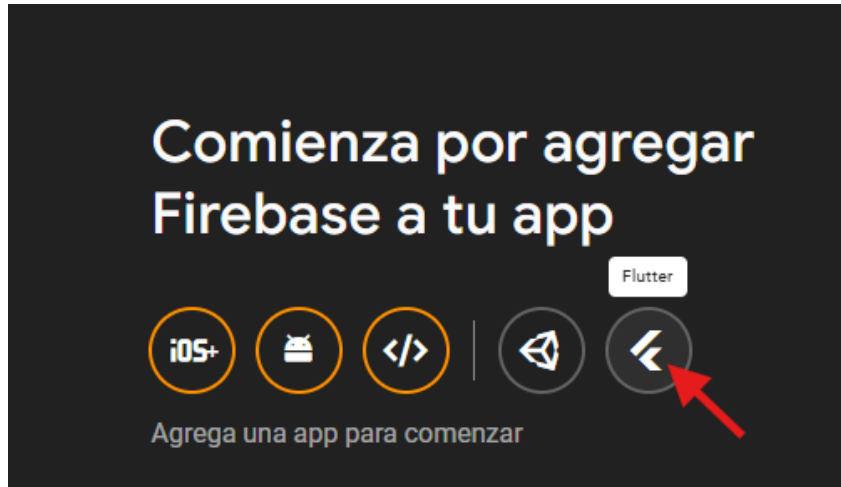 Comienza por agregar
Firebase a tu app
Flutter
iOS+
</>
Agrega una app para comenzar